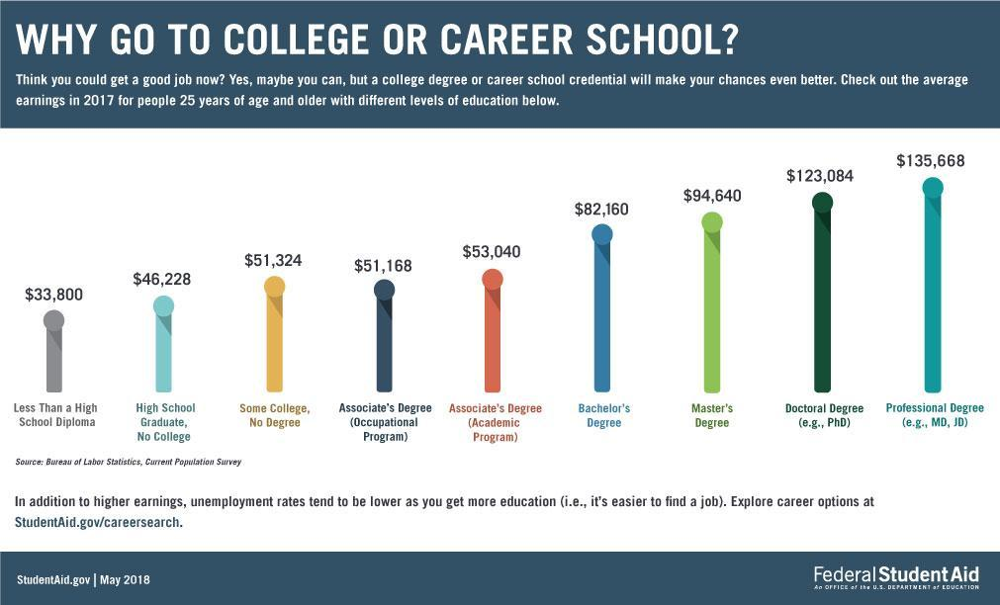 WHY GO TO COLLEGE OR CAREER SCHOOL?
Think you could get a good job now? Yes, maybe you can, but a college degree or career school credential will make your chances even better. Check out the average
earnings in 2017 for people 25 years of age and older with different levels of education below.
$33,800
$46,228
$51,324
$51,168
$53,040
$82,160
$94,640
$123,084
$135,668
Less Than a High
School Diploma
High School
Graduate,
No College
Some College,
No Degree
Associate's Degree
(Occupational
Program)
Associate's Degree
(Academic
Program)
Bachelor's
Degree
Master's
Degree
Doctoral Degree
(e.g., PhD)
Professional Degree
(e.g., MD, JD)
Source: Bureau of Labor Statistics, Current Population Survey
In addition to higher earnings, unemployment rates tend to be lower as you get more education (i.e., it's easier to find a job). Explore career options at
StudentAid.gov/careersearch.
StudentAid.gov | May 2018
Federal Student Aid
An OFFICE of the U.S. DEPARTMENT of EDUCATION